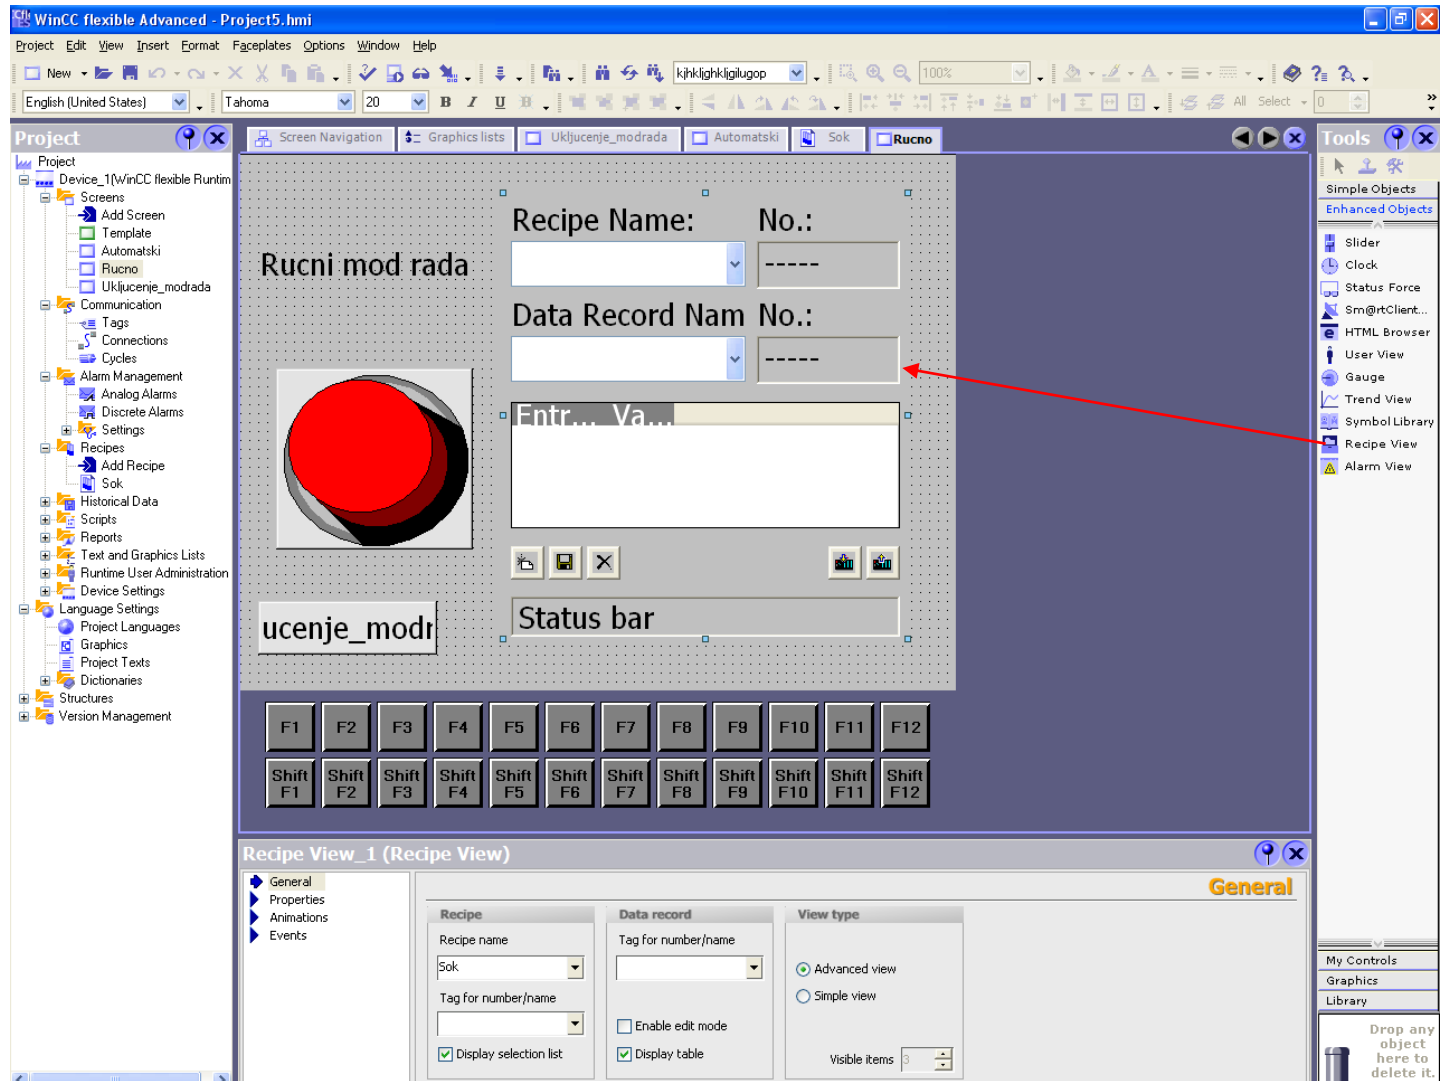 WinCC flexible Advanced - Project5.hmi
Project Edit View Insert Format Faceplates Options Window Help
New kjhkljghkljgilugop 100%
English (United States) Tahoma 20 B I U All Select 0
Project
Screen Navigation Graphics lists Ukljucenje_modrada Automatski Sok Rucno
Tools
Project
Device_1(WinCC flexible Runtim
Screens
Add Screen
Template
Automatski
Rucno
Ukljucenje_modrada
Communication
Tags
Connections
Cycles
Alarm Management
Analog Alarms
Discrete Alarms
Settings
Recipes
Add Recipe
Sok
Historical Data
Scripts
Reports
Text and Graphics Lists
Runtime User Administration
Device Settings
Language Settings
Project Languages
Graphics
Project Texts
Dictionaries
Structures
Version Management
Rucni mod rada
Recipe Name: No.:
-----
Data Record Nam No.:
-----
Entr... Va...
Status bar
ucenje_modr
F1 F2 F3 F4 F5 F6 F7 F8 F9 F10 F11 F12
Shift F1 Shift F2 Shift F3 Shift F4 Shift F5 Shift F6 Shift F7 Shift F8 Shift F9 Shift F10 Shift F11 Shift F12
Simple Objects
Enhanced Objects
Slider
Clock
Status Force
Sm@rtClient...
HTML Browser
User View
Gauge
Trend View
Symbol Library
Recipe View
Alarm View
My Controls
Graphics
Library
Drop any
object
here to
delete it.
Recipe View_1 (Recipe View)
General
Properties
Animations
Events
General
Recipe
Recipe name
Sok
Tag for number/name
Display selection list
Data record
Tag for number/name
Enable edit mode
Display table
View type
Advanced view
Simple view
Visible items 3